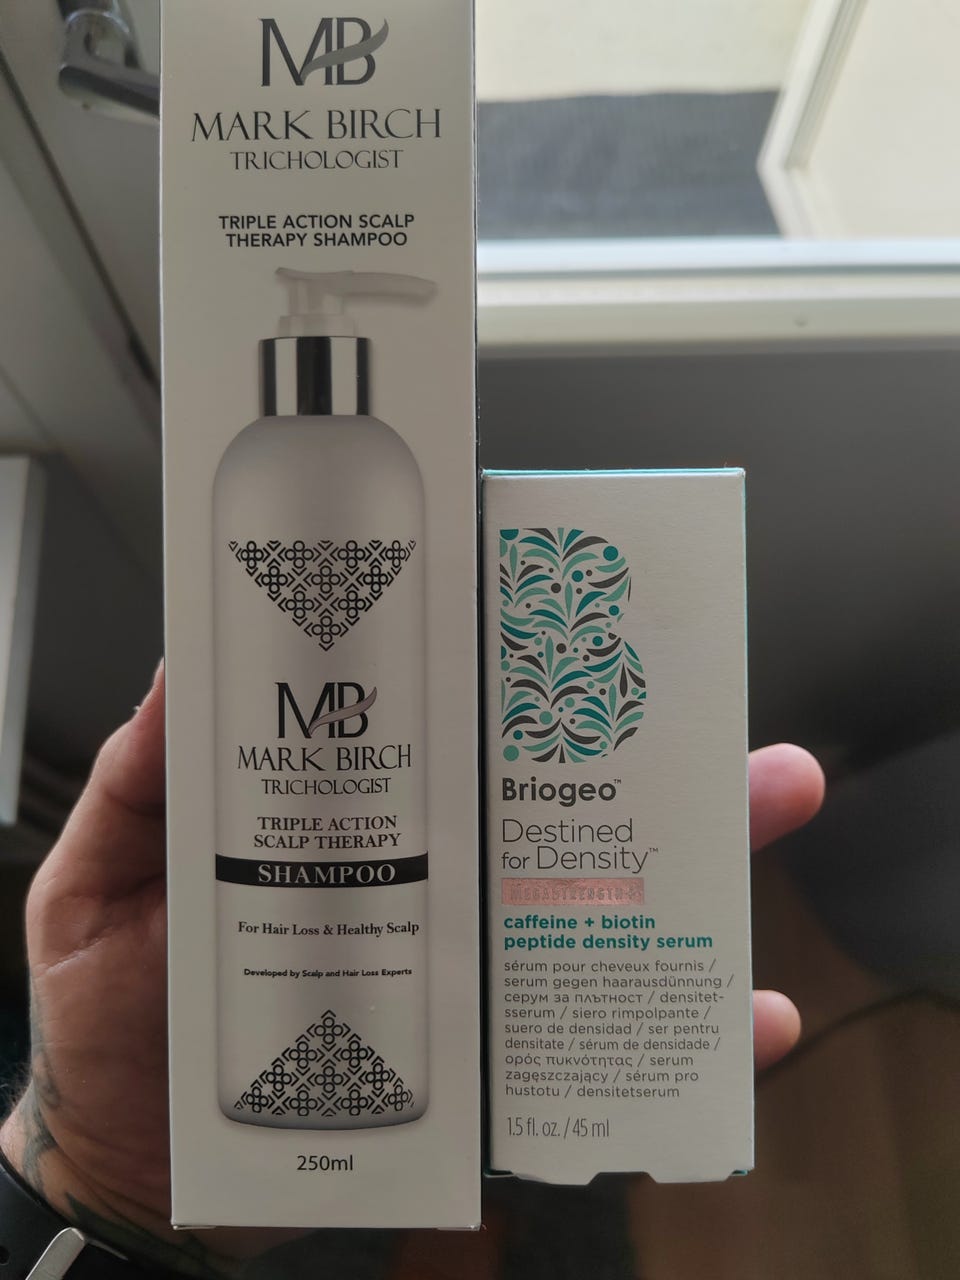 MB
MARK BIRCH
TRICHOLOGIST
TRIPLE ACTION SCALP
THERAPY SHAMPOO
MB
MARK BIRCH
TRICHOLOGIST
TRIPLE ACTION
SCALP THERAPY
SHAMPOO
For Hair Loss & Healthy Scalp
Developed by Scalp and Hair Loss Experts
250ml
B
Briogeo™
Destined
for Density™
MEGASTRENGTH+
caffeine + biotin
peptide density serum
sérum pour cheveux fournis /
serum gegen haarausdünnung /
серум за плътност / densitet-
sserum / siero rimpolpante /
suero de densidad / ser pentru
densitate / sérum de densidade /
ορός πυκνότητας / serum
zagęszczający / sérum pro
hustotu / densitetserum
1.5 fl. oz. / 45 ml